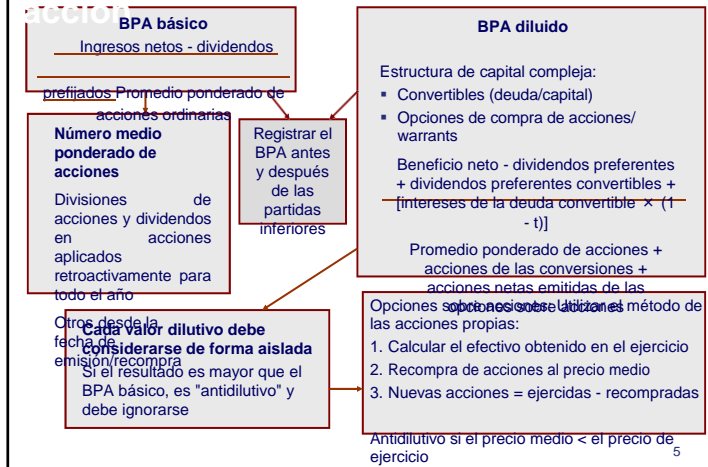 acción
BPA básico
Ingresos netos - dividendos
prefijados Promedio ponderado de
acciones ordinarias
BPA diluido
Estructura de capital compleja:
▪ Convertibles (deuda/capital)
▪ Opciones de compra de acciones/
warrants
Beneficio neto - dividendos preferentes
+ dividendos preferentes convertibles +
[intereses de la deuda convertible × (1
- t)]
Promedio ponderado de acciones +
acciones de las conversiones +
acciones netas emitidas de las
opciones sobre acciones
Número medio
ponderado de
acciones
Divisiones de
acciones y dividendos
en acciones
aplicados
retroactivamente para
todo el año
Otros desde la
fecha de
emisión/recompra
Registrar el
BPA antes
y después
de las
partidas
inferiores
Cada valor dilutivo debe
considerarse de forma aislada
Si el resultado es mayor que el
BPA básico, es "antidilutivo" y
debe ignorarse
Opciones sobre acciones: Utilizar el método de
las acciones propias:
1. Calcular el efectivo obtenido en el ejercicio
2. Recompra de acciones al precio medio
3. Nuevas acciones = ejercidas - recompradas
Antidilutivo si el precio medio < el precio de
ejercicio
5